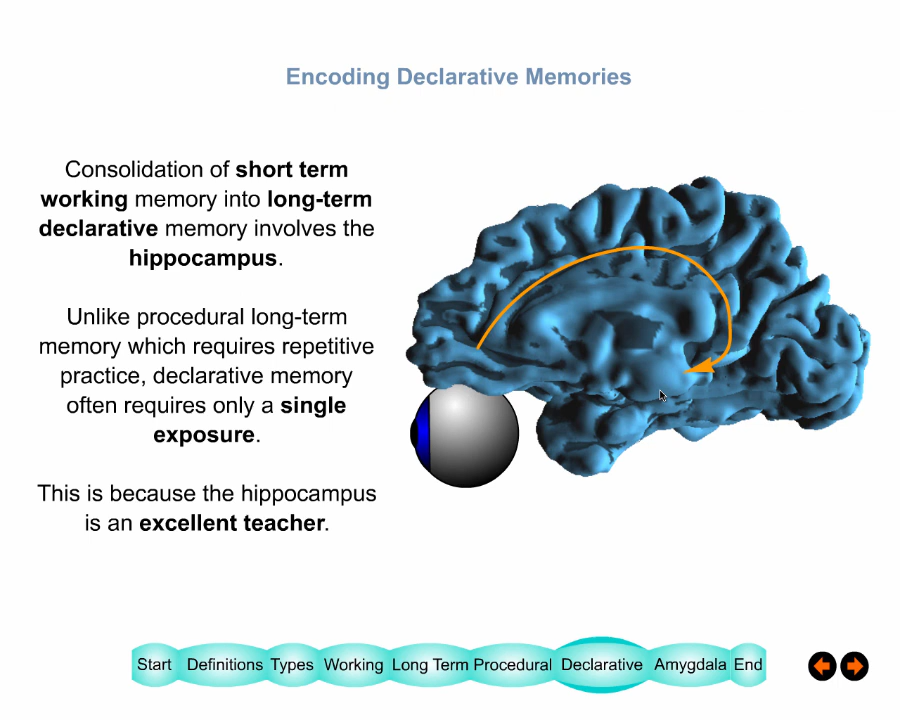 Encoding Declarative Memories
Consolidation of short term
working memory into long-term
declarative memory involves the
hippocampus.
Unlike procedural long-term
memory which requires repetitive
practice, declarative memory
often requires only a single
exposure.
This is because the hippocampus
is an excellent teacher.
Start Definitions Types Working Long Term Procedural Declarative Amygdala End